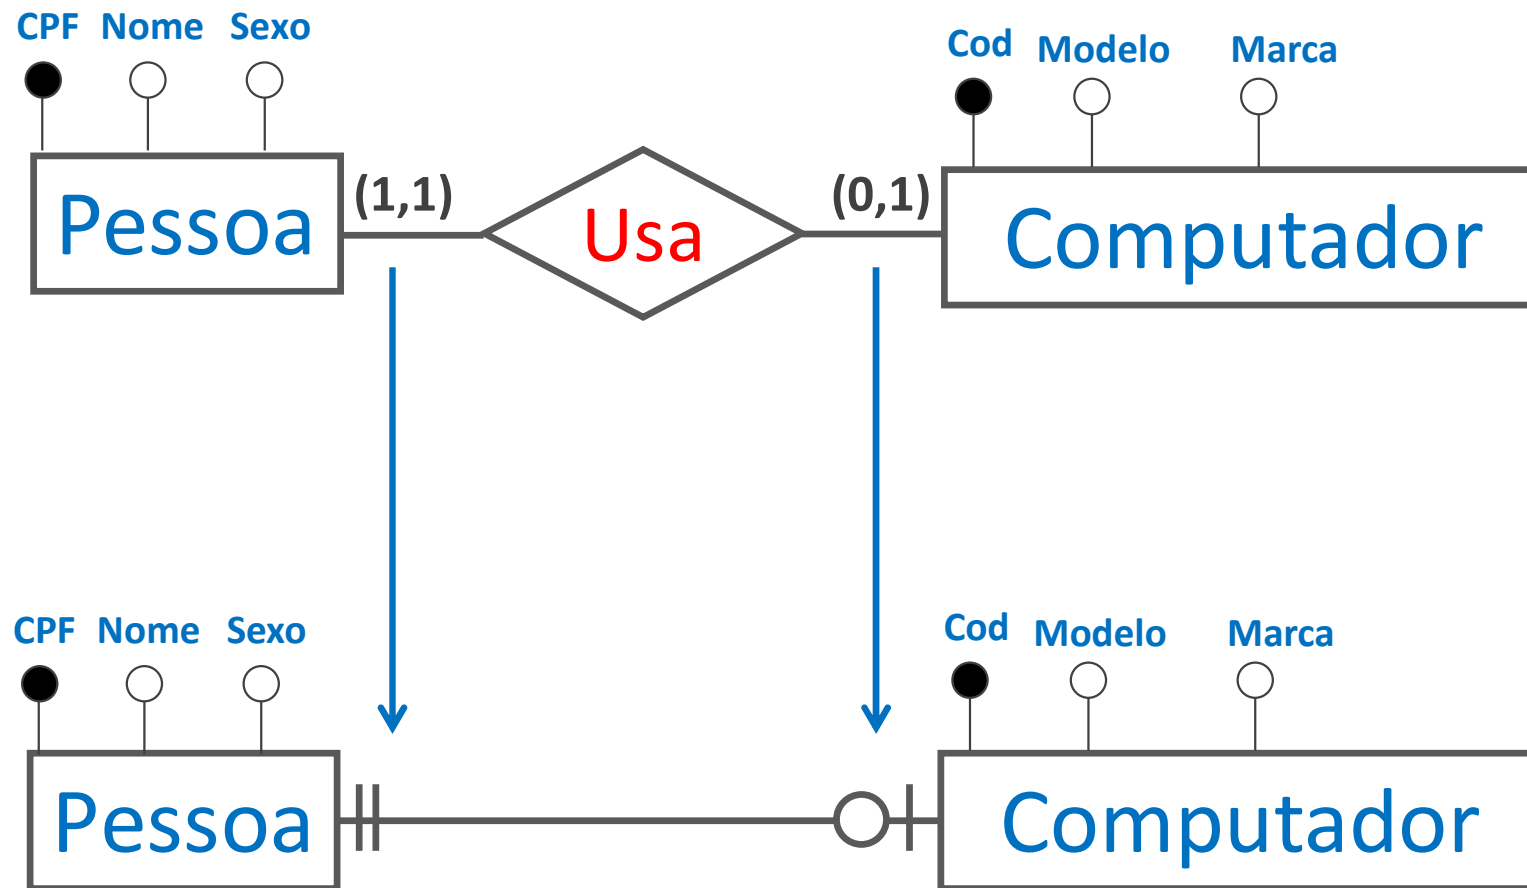 CPF Nome Sexo
Cod Modelo Marca
(1,1) (0,1)
Pessoa Usa Computador
CPF Nome Sexo
Cod Modelo Marca
Pessoa Computador